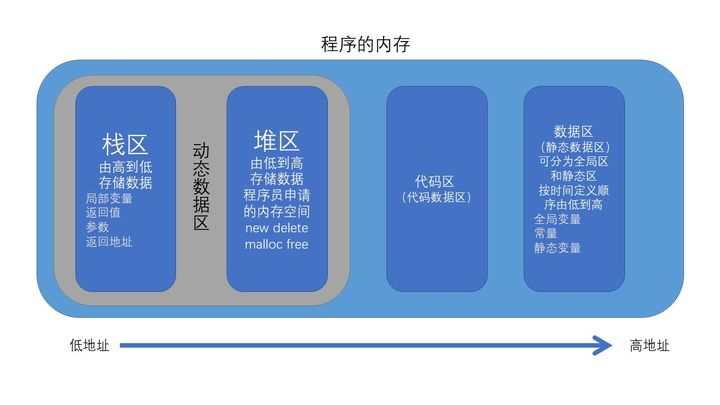 程序的内存
栈区
由高到低
存储数据
局部变量
返回值
参数
返回地址
动态数据区
堆区
由低到高
存储数据
程序员申请
的内存空间
new delete
malloc free
代码区
（代码数据区）
数据区
（静态数据区）
可分为全局区
和静态区
按时间定义顺
序由低到高
全局变量
常量
静态变量
低地址
高地址